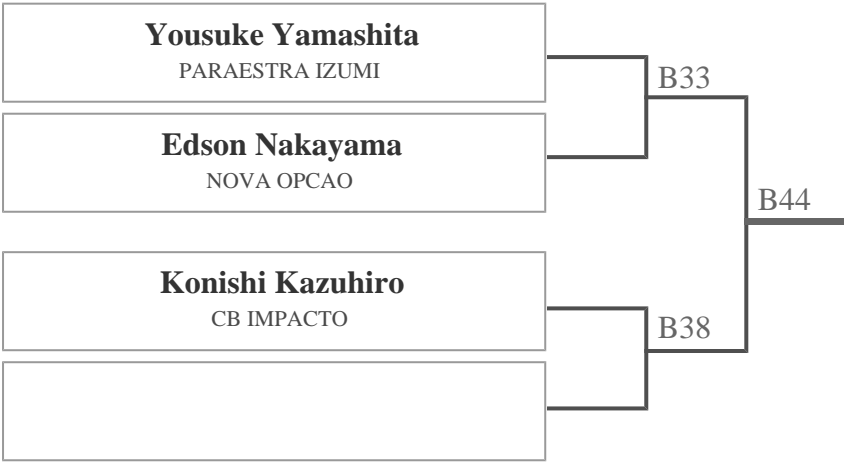 Yousuke Yamashita
PARAESTRA IZUMI
B33
Edson Nakayama
NOVA OPCAO
B44
Konishi Kazuhiro
CB IMPACTO
B38